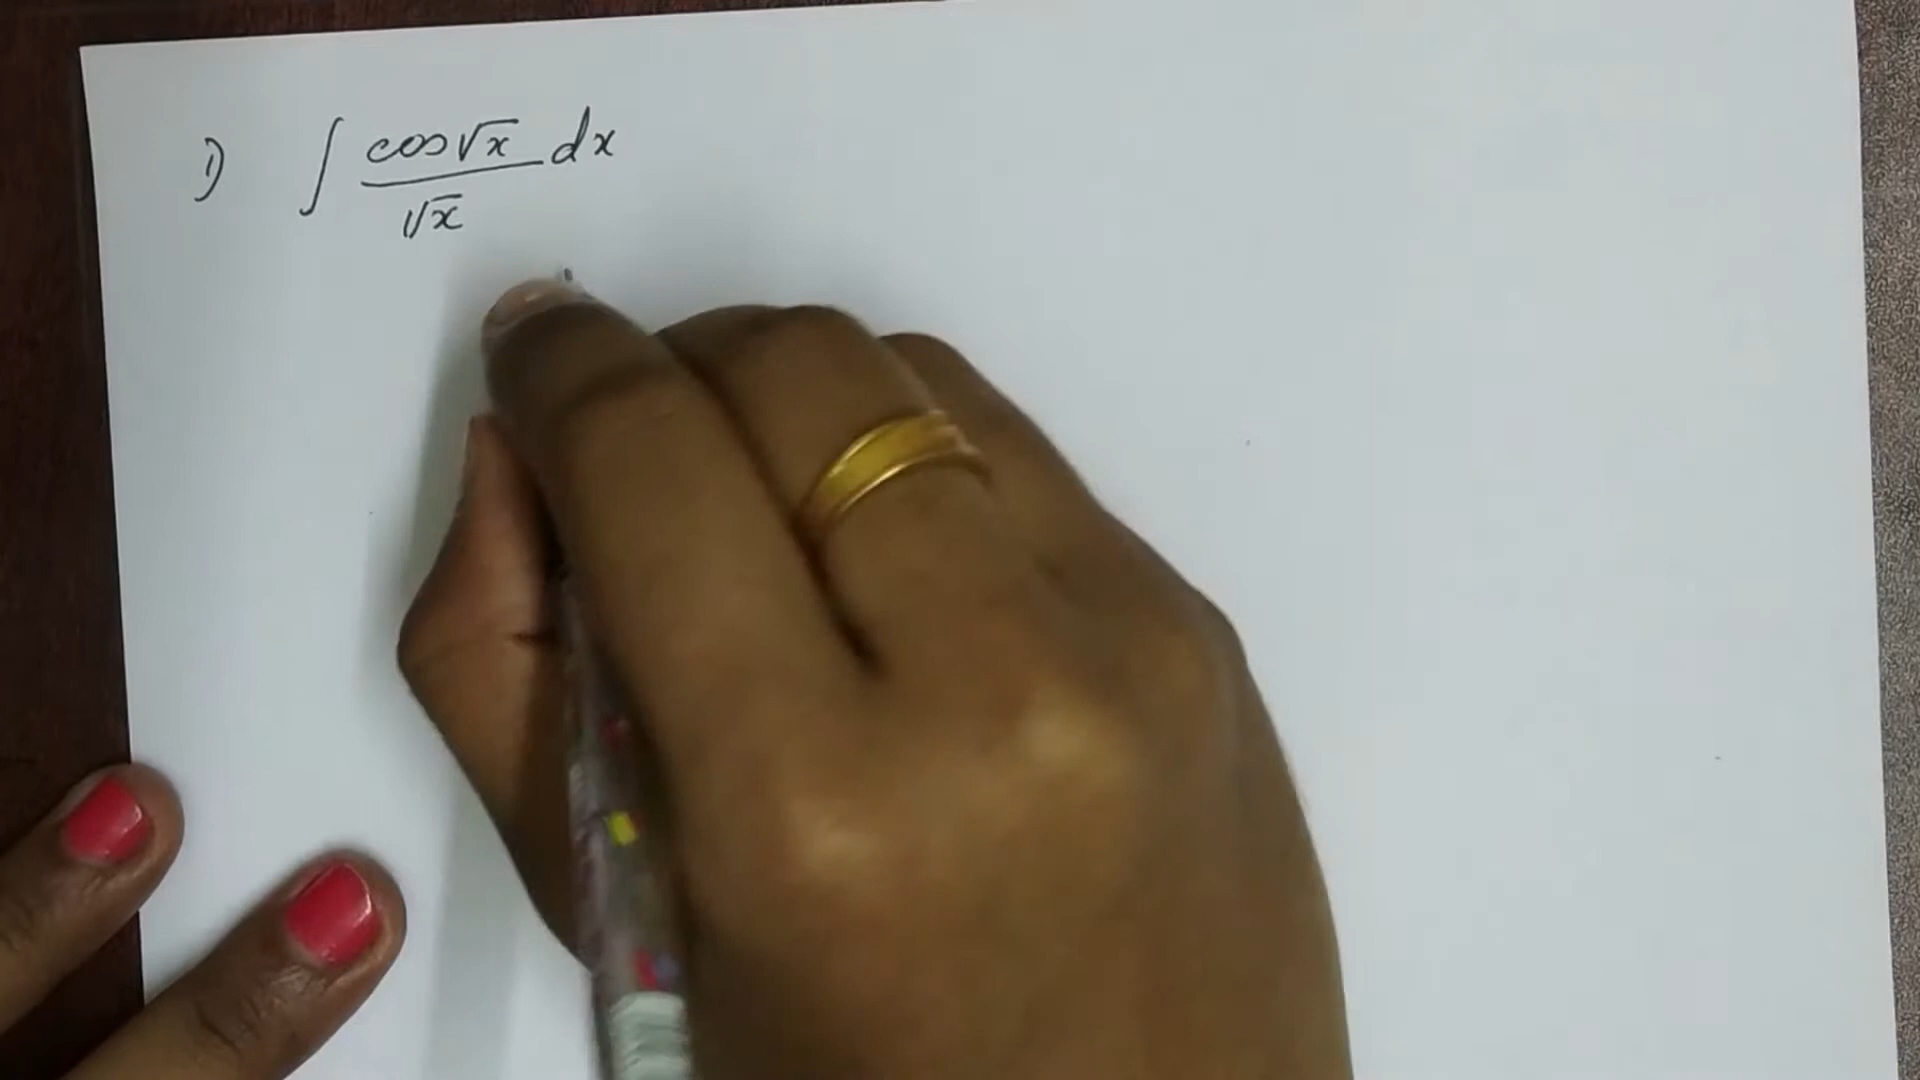 1) ∫ cos√x / √x dx